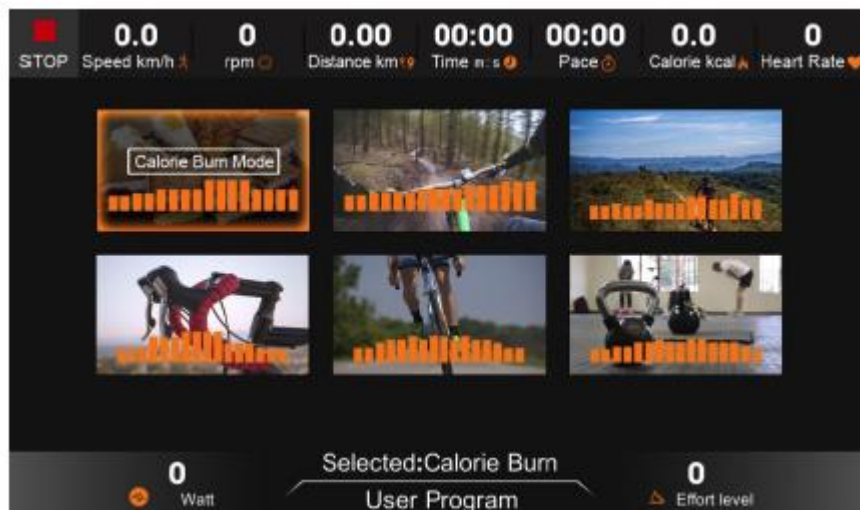 STOP
0.0
Speed km/h
0
rpm
0.00
Distance km
00:00
Time m:s
00:00
Pace
0.0
Calorie kcal
0
Heart Rate
Calorie Burn Mode
0
Watt
Selected:Calorie Burn
User Program
0
Effort level